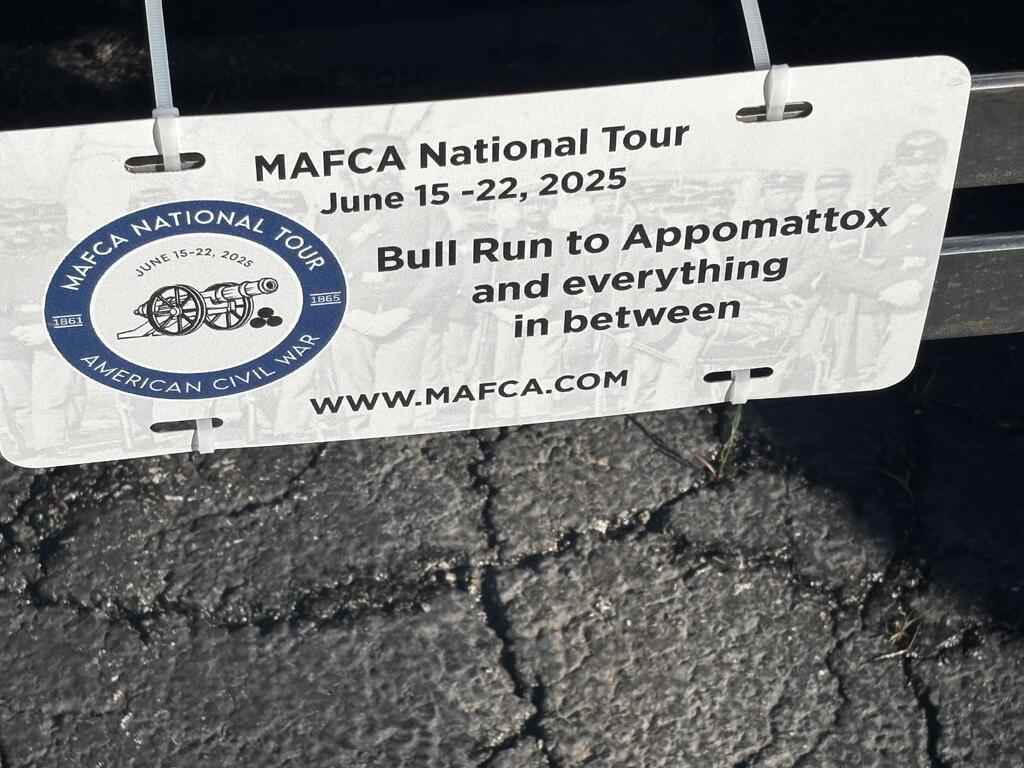 MAFCA National Tour
June 15 -22, 2025
Bull Run to Appomattox
and everything
in between
WWW.MAFCA.COM
MAFCA NATIONAL TOUR
JUNE 15-22, 2025
1861
1865
AMERICAN CIVIL WAR